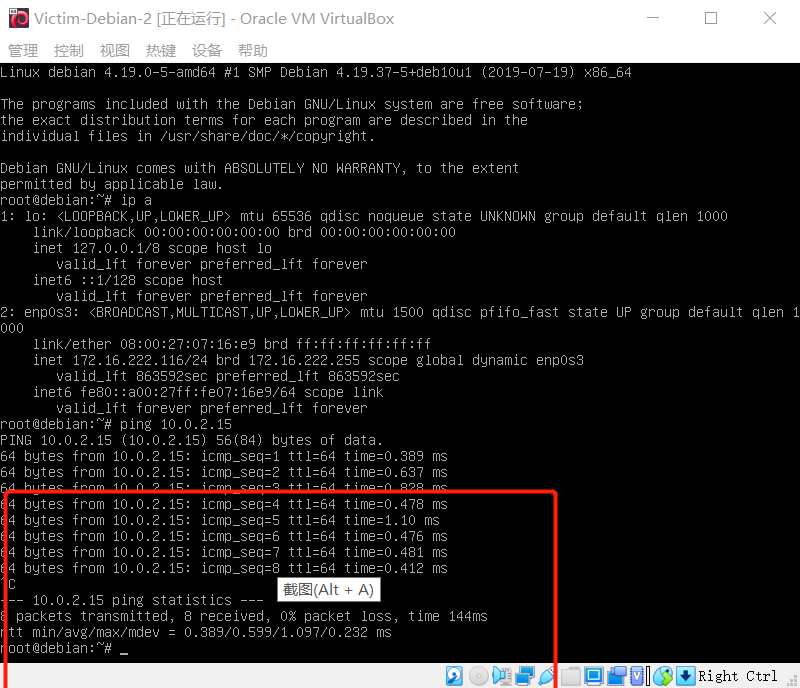 Victim-Debian-2 [正在运行] - Oracle VM VirtualBox
管理 控制 视图 热键 设备 帮助
Linux debian 4.19.0-5-amd64 #1 SMP Debian 4.19.37-5+deb10u1 (2019-07-19) x86_64
The programs included with the Debian GNU/Linux system are free software;
the exact distribution terms for each program are described in the
individual files in /usr/share/doc/*/copyright.
Debian GNU/Linux comes with ABSOLUTELY NO WARRANTY, to the extent
permitted by applicable law.
root@debian:~# ip a
1: lo: <LOOPBACK,UP,LOWER_UP> mtu 65536 qdisc noqueue state UNKNOWN group default qlen 1000
link/loopback 00:00:00:00:00:00 brd 00:00:00:00:00:00
inet 127.0.0.1/8 scope host lo
valid_lft forever preferred_lft forever
inet6 ::1/128 scope host
valid_lft forever preferred_lft forever
2: enp0s3: <BROADCAST,MULTICAST,UP,LOWER_UP> mtu 1500 qdisc pfifo_fast state UP group default qlen 1
000
link/ether 08:00:27:07:16:e9 brd ff:ff:ff:ff:ff:ff
inet 172.16.222.116/24 brd 172.16.222.255 scope global dynamic enp0s3
valid_lft 863592sec preferred_lft 863592sec
inet6 fe80::a00:27ff:fe07:16e9/64 scope link
valid_lft forever preferred_lft forever
root@debian:~# ping 10.0.2.15
PING 10.0.2.15 (10.0.2.15) 56(84) bytes of data.
64 bytes from 10.0.2.15: icmp_seq=1 ttl=64 time=0.389 ms
64 bytes from 10.0.2.15: icmp_seq=2 ttl=64 time=0.637 ms
64 bytes from 10.0.2.15: icmp_seq=3 ttl=64 time=0.828 ms
64 bytes from 10.0.2.15: icmp_seq=4 ttl=64 time=0.478 ms
64 bytes from 10.0.2.15: icmp_seq=5 ttl=64 time=1.10 ms
64 bytes from 10.0.2.15: icmp_seq=6 ttl=64 time=0.476 ms
64 bytes from 10.0.2.15: icmp_seq=7 ttl=64 time=0.481 ms
64 bytes from 10.0.2.15: icmp_seq=8 ttl=64 time=0.412 ms
^C
截图(Alt + A)
--- 10.0.2.15 ping statistics ---
8 packets transmitted, 8 received, 0% packet loss, time 144ms
rtt min/avg/max/mdev = 0.389/0.599/1.097/0.232 ms
root@debian:~# _
Right Ctrl